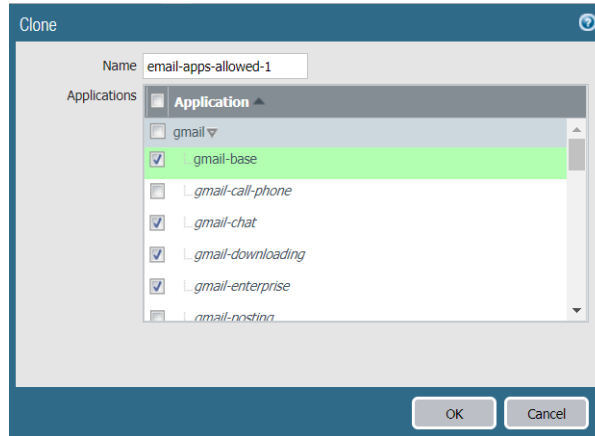 Clone
Name email-apps-allowed-1
Applications
Application
gmail
gmail-base
gmail-call-phone
gmail-chat
gmail-downloading
gmail-enterprise
gmail-posting
OK Cancel